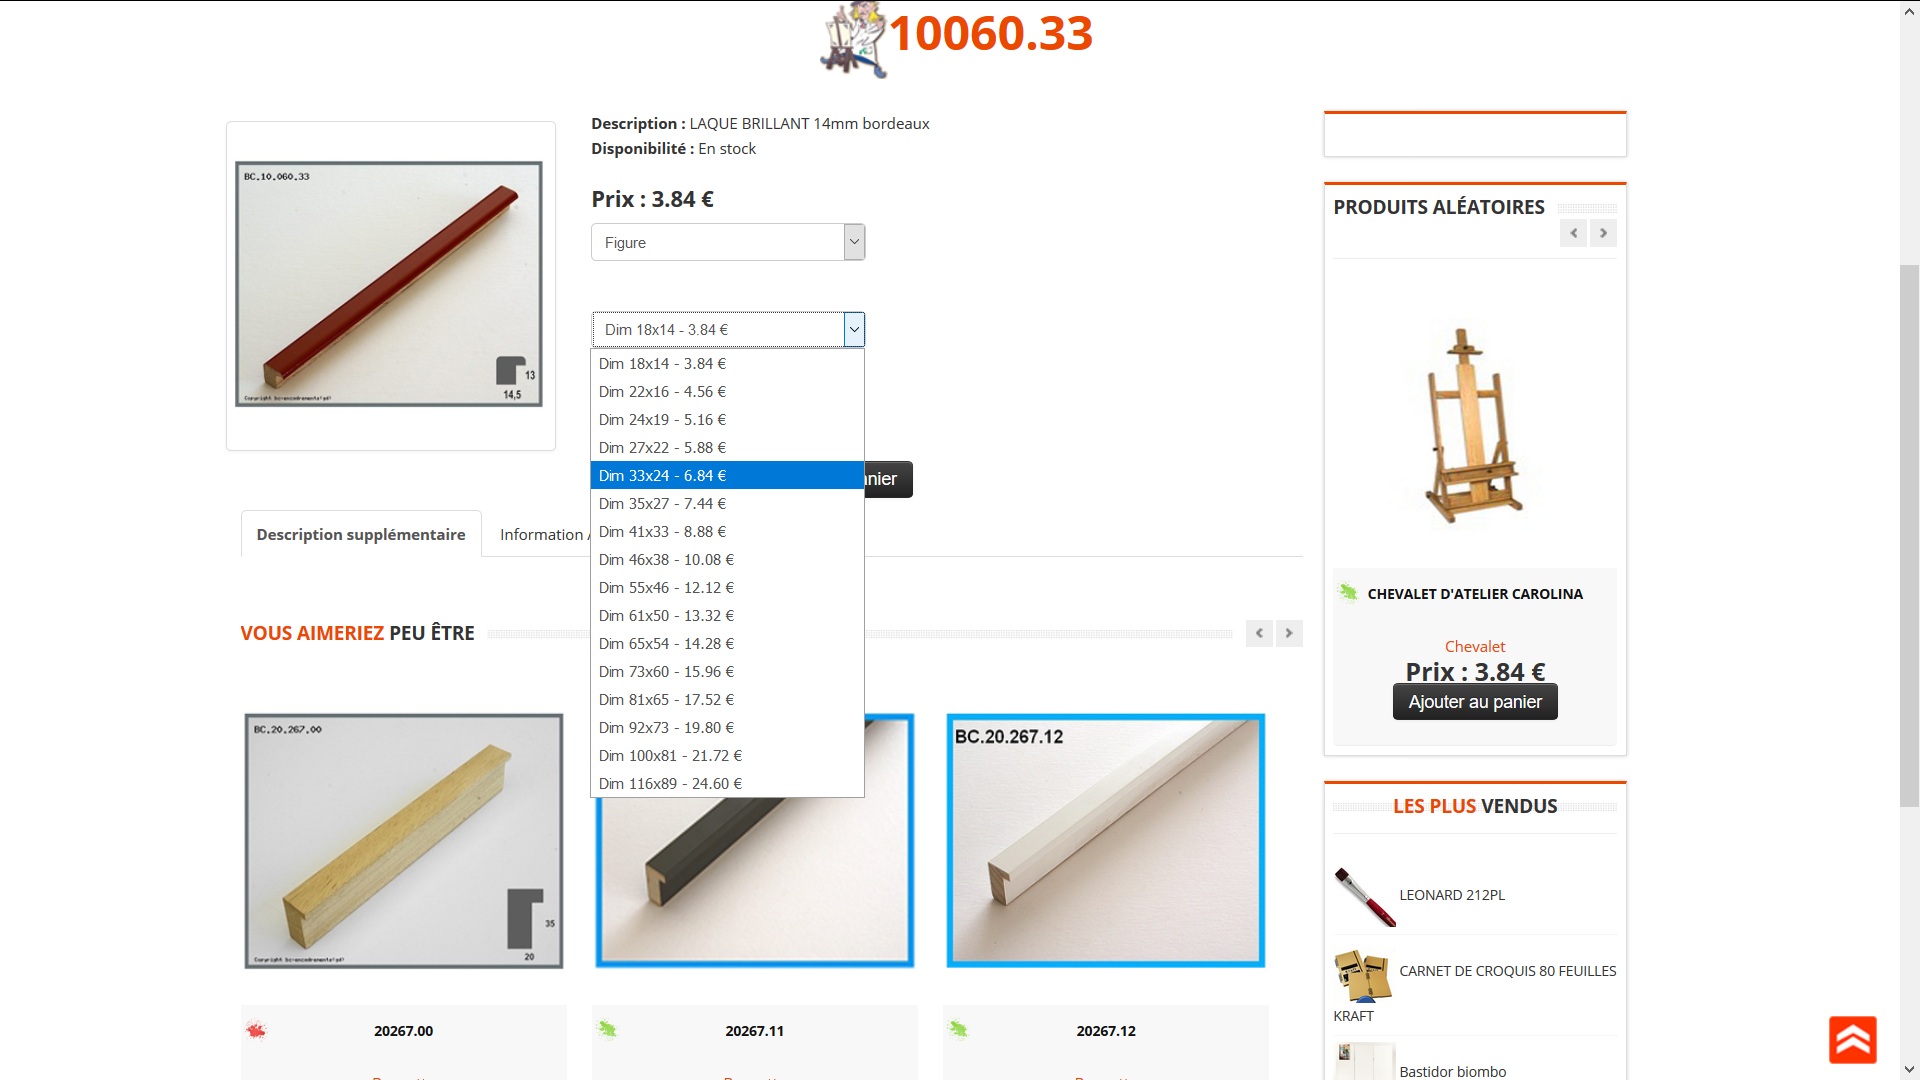 10060.33
BC.10.060.33
13
14,5
Copyright bc-encadrements!pdf
Description : LAQUE BRILLANT 14mm bordeaux
Disponibilité : En stock
Prix : 3.84 €
Figure
Dim 18x14 - 3.84 €
Dim 18x14 - 3.84 €
Dim 22x16 - 4.56 €
Dim 24x19 - 5.16 €
Dim 27x22 - 5.88 €
Dim 33x24 - 6.84 €
Dim 35x27 - 7.44 €
Dim 41x33 - 8.88 €
Dim 46x38 - 10.08 €
Dim 55x46 - 12.12 €
Dim 61x50 - 13.32 €
Dim 65x54 - 14.28 €
Dim 73x60 - 15.96 €
Dim 81x65 - 17.52 €
Dim 92x73 - 19.80 €
Dim 100x81 - 21.72 €
Dim 116x89 - 24.60 €
nier
Description supplémentaire
Information
VOUS AIMERIEZ PEU ÊTRE
BC.20.267.00
35
20
Copyright bc-encadrements!pdf
BC.20.267.12
20267.00
20267.11
20267.12
PRODUITS ALÉATOIRES
CHEVALET D'ATELIER CAROLINA
Chevalet
Prix : 3.84 €
Ajouter au panier
LES PLUS VENDUS
LEONARD 212PL
CARNET DE CROQUIS 80 FEUILLES
KRAFT
Bastidor biombo